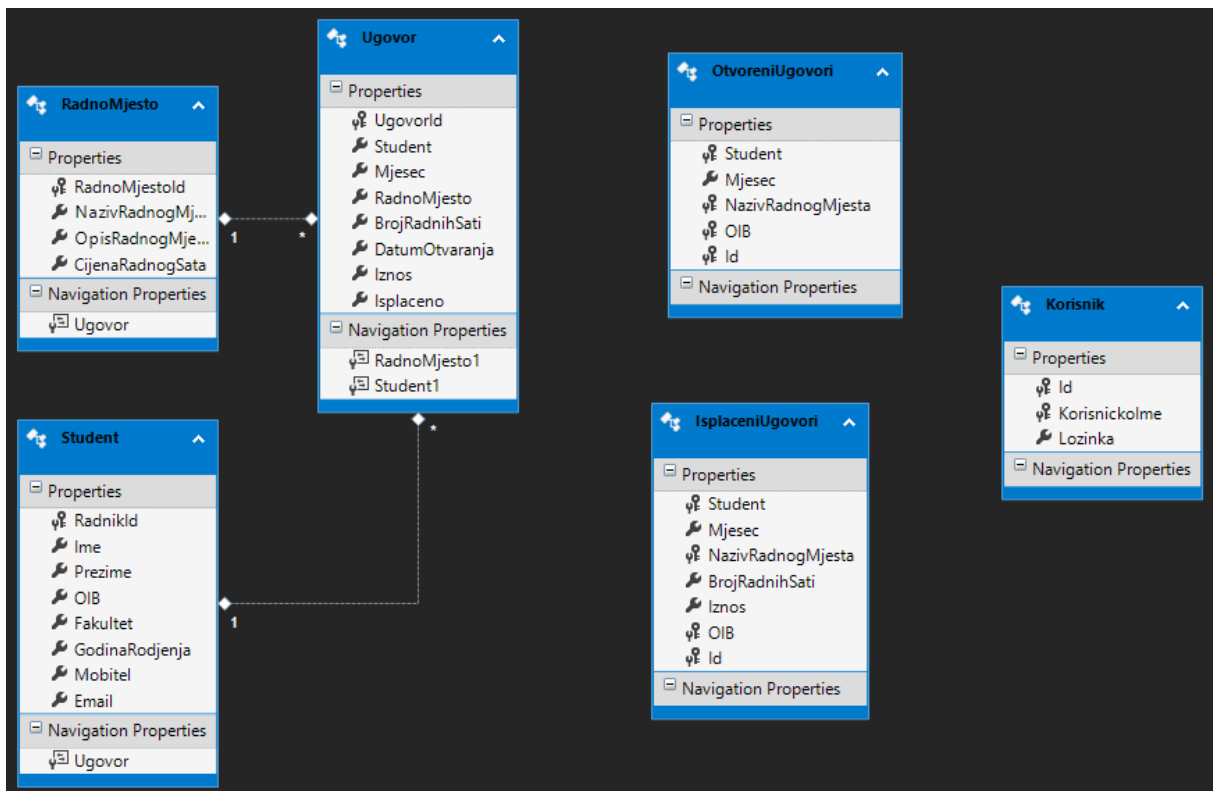 RadnoMjesto
Properties
RadnoMjestoId
NazivRadnogMj...
OpisRadnogMje...
CijenaRadnogSata
Navigation Properties
Ugovor
1
*
Ugovor
Properties
UgovorId
Student
Mjesec
RadnoMjesto
BrojRadnihSati
DatumOtvaranja
Iznos
Isplaceno
Navigation Properties
RadnoMjesto1
Student1
*
Student
Properties
RadnikId
Ime
Prezime
OIB
Fakultet
GodinaRodjenja
Mobitel
Email
Navigation Properties
Ugovor
1
OtvoreniUgovori
Properties
Student
Mjesec
NazivRadnogMjesta
OIB
Id
Navigation Properties
IsplaceniUgovori
Properties
Student
Mjesec
NazivRadnogMjesta
BrojRadnihSati
Iznos
OIB
Id
Navigation Properties
Korisnik
Properties
Id
KorisnickoIme
Lozinka
Navigation Properties